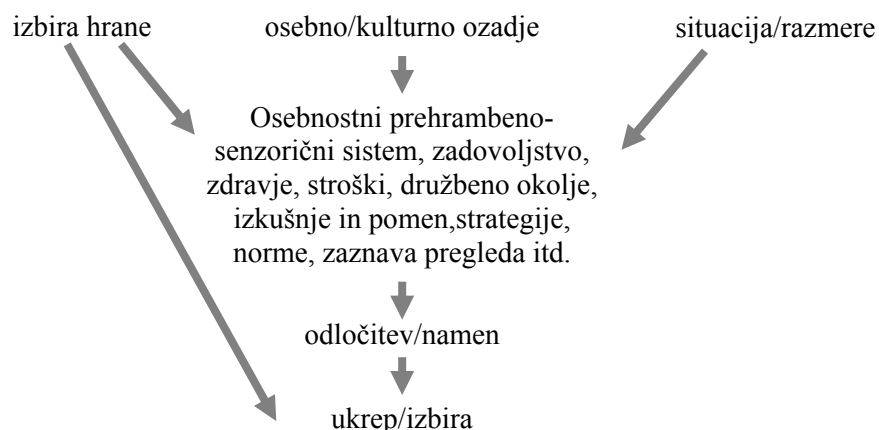 izbira hrane
osebno/kulturno ozadje
situacija/razmere
Osebnostni prehrambeno-
senzorični sistem, zadovoljstvo,
zdravje, stroški, družbeno okolje,
izkušnje in pomen,strategije,
norme, zaznava pregleda itd.
odločitev/namen
ukrep/izbira